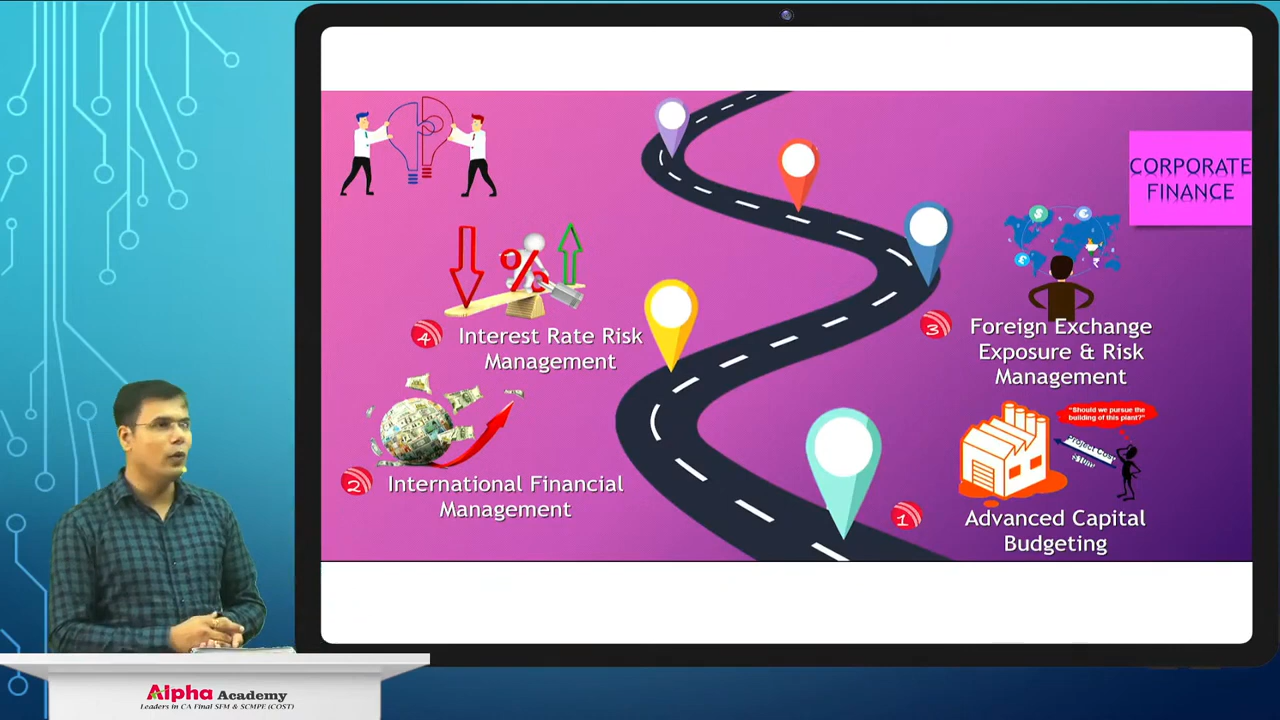 CORPORATE
FINANCE
4
Interest Rate Risk
Management
3
Foreign Exchange
Exposure & Risk
Management
"Should we pursue the
building of this plant?"
Project Cost
2
International Financial
Management
1
Advanced Capital
Budgeting
Alpha Academy
Leaders in CA Final SFM & SCMPE (COST)